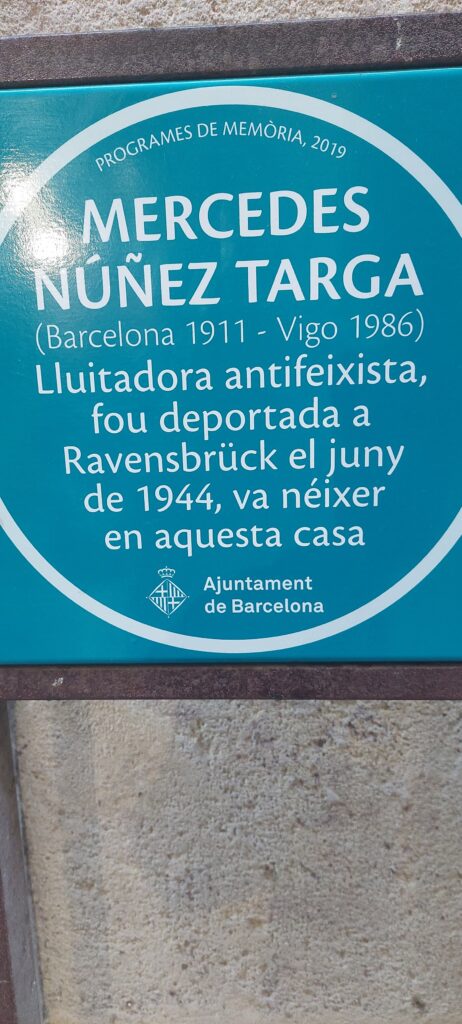 PROGRAMES DE MEMÒRIA, 2019
MERCEDES
NÚÑEZ TARGA
(Barcelona 1911 - Vigo 1986)
Lluitadora antifeixista,
fou deportada a
Ravensbrück el juny
de 1944, va néixer
en aquesta casa
Ajuntament
de Barcelona